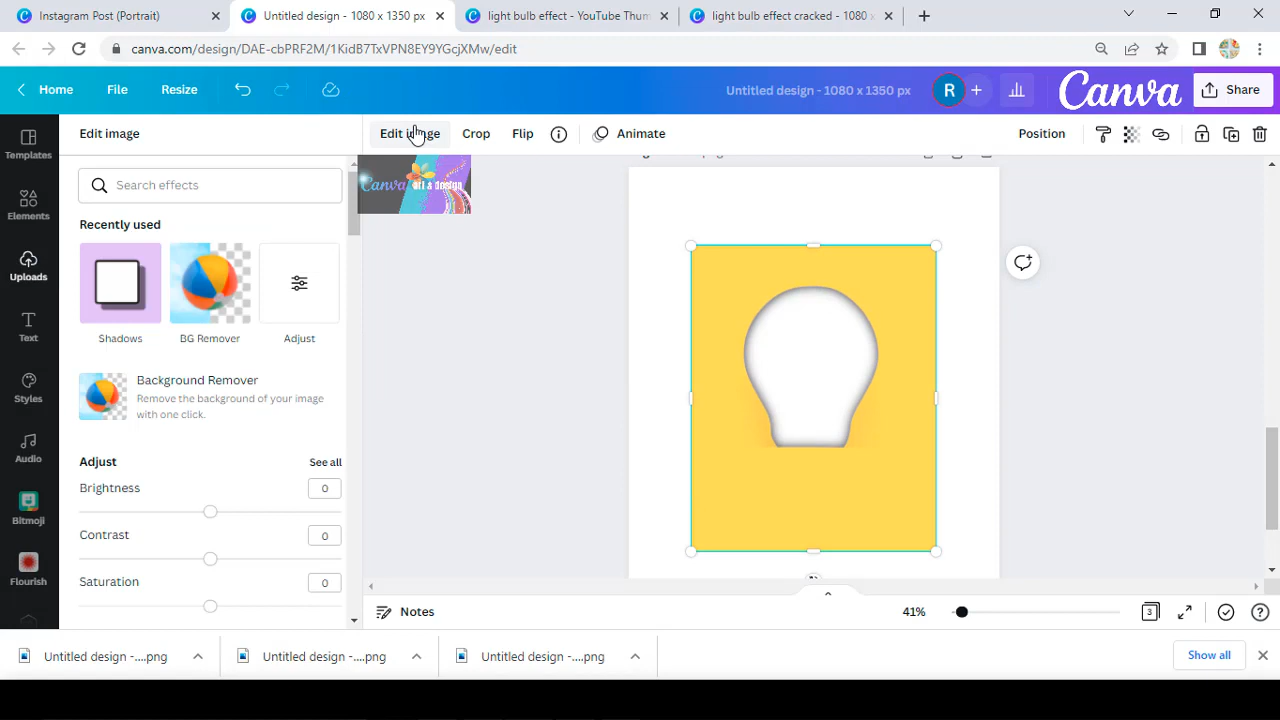 Instagram Post (Portrait)
Untitled design - 1080 x 1350 px
light bulb effect - YouTube Thum
light bulb effect cracked - 1080 ×
canva.com/design/DAE-cbPRF2M/1KidB7TxVPN8EY9YGcjXMw/edit
Home
File
Resize
Untitled design - 1080 x 1350 px
R
Canva
Share
Edit image
Edit image
Crop
Flip
Animate
Position
Templates
Elements
Uploads
Text
Styles
Audio
Bitmoji
Flourish
Search effects
Canva art & design
Recently used
Shadows
BG Remover
Adjust
Background Remover
Remove the background of your image
with one click.
Adjust
See all
Brightness
0
Contrast
0
Saturation
0
Notes
41%
3
Untitled design -....png
Untitled design -....png
Untitled design -....png
Show all